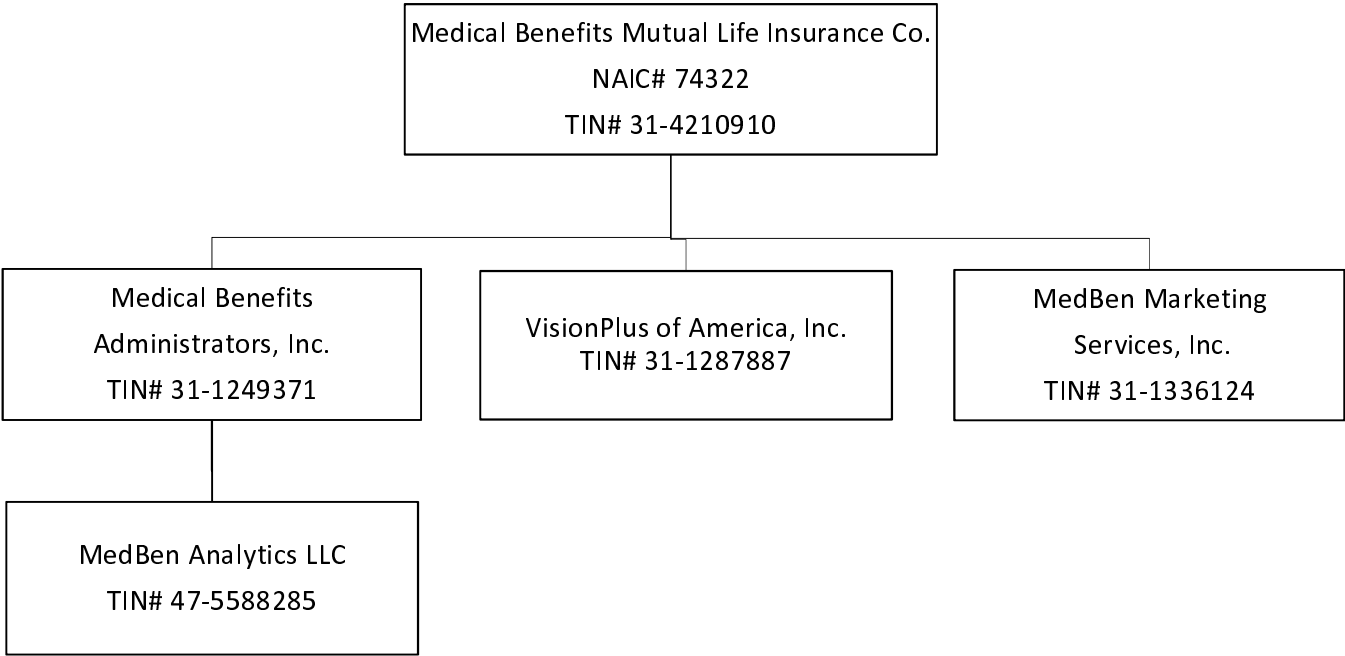 Medical Benefits Mutual Life Insurance Co.
NAIC# 74322
TIN# 31-4210910
Medical Benefits
Administrators, Inc.
TIN# 31-1249371
VisionPlus of America, Inc.
TIN# 31-1287887
MedBen Marketing
Services, Inc.
TIN# 31-1336124
MedBen Analytics LLC
TIN# 47-5588285